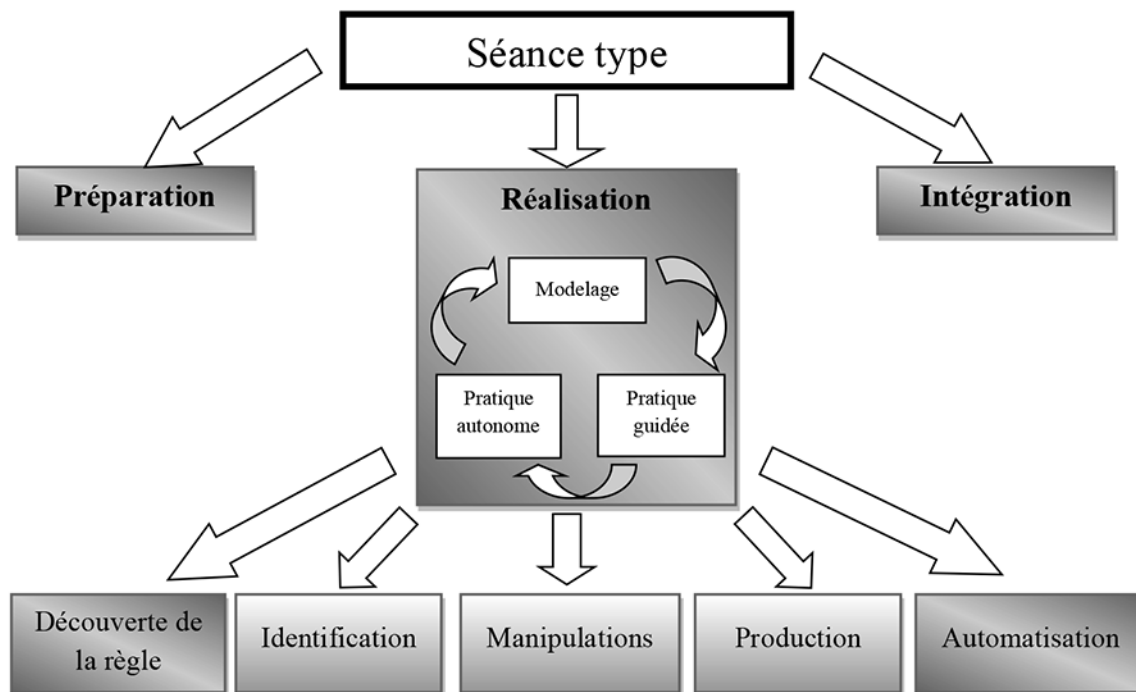 Séance type
Préparation
Réalisation
Intégration
Modelage
Pratique
autonome
Pratique
guidée
Découverte de
la règle
Identification
Manipulations
Production
Automatisation